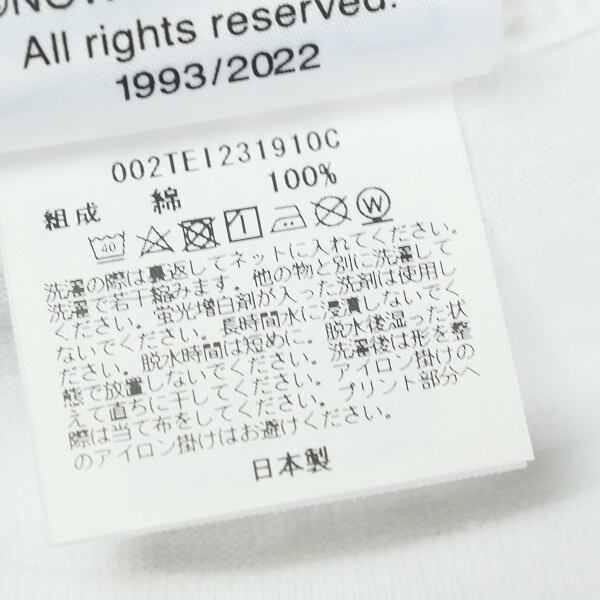 All rights reserved.
1993/2022
002TEI231910C
組成 綿 100%
40 W
洗濯の際は裏返してネットに入れてください。
洗濯で若干縮みます。他の物と別に洗濯して
ください。蛍光増白剤が入った洗剤は使用し
ないでください。長時間水に浸漬しないでく
ださい。脱水時間は短めに。脱水後湿った状
態で放置しないでください。洗濯後は形を整
えて直ちに干してください。アイロン掛けの
際は当て布をしてください。プリント部分へ
のアイロン掛けはお避けください。
日本製